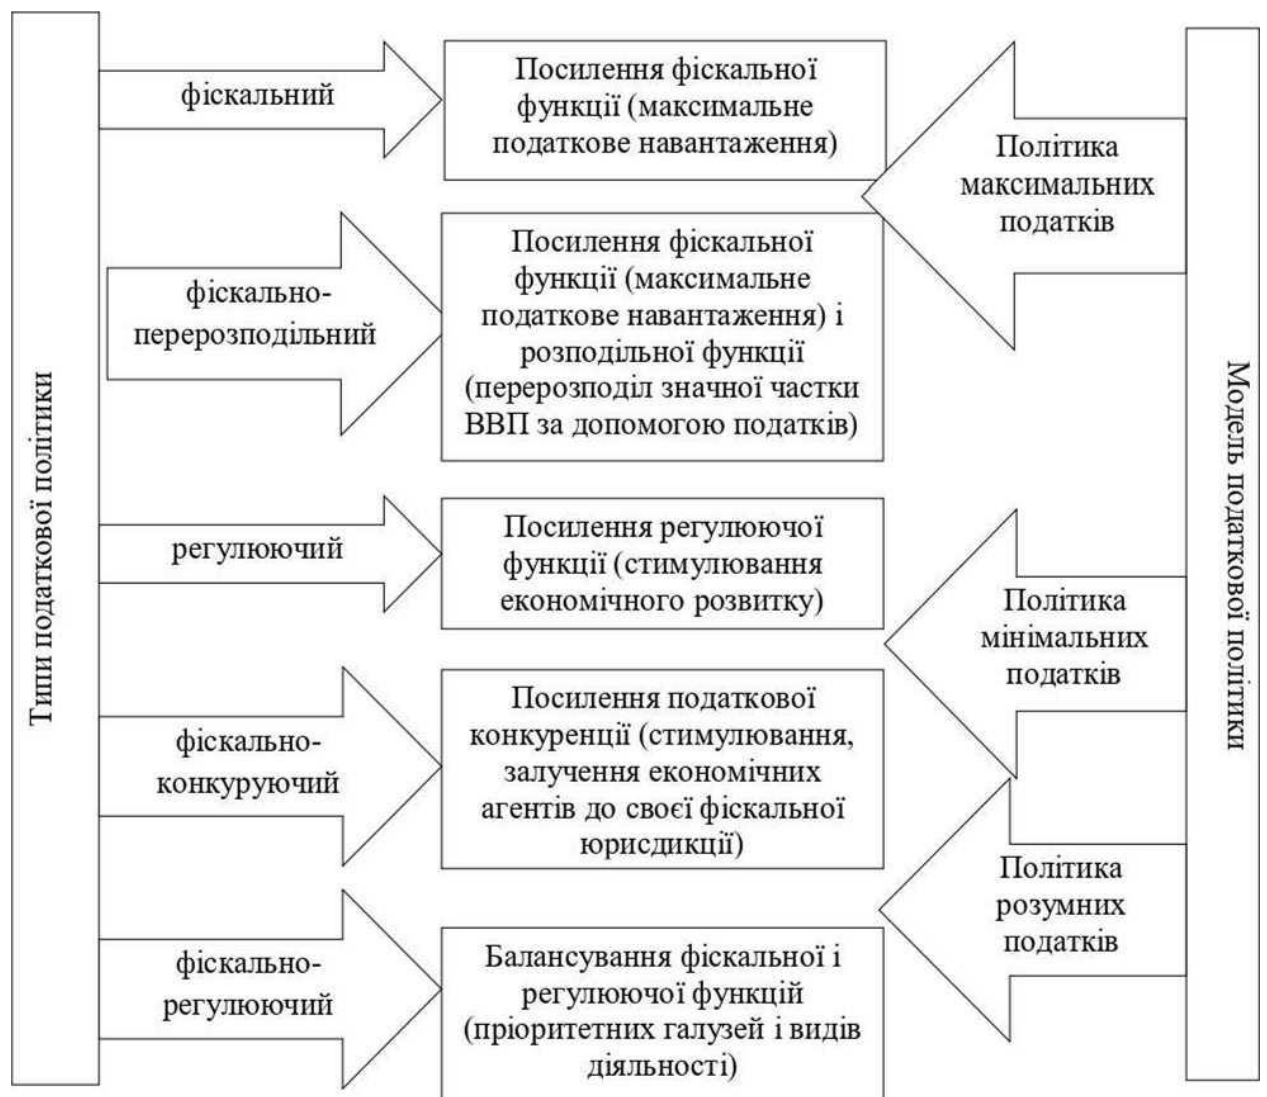 Типи податкової політики
фіскальний
Посилення фіскальної
функції (максимальне
податкове навантаження)
Політика
максимальних
податків
фіскально-
перерозподільний
Посилення фіскальної
функції (максимальне
податкове навантаження) і
розподільної функції
(перерозподіл значної частки
ВВП за допомогою податків)
регулюючий
Посилення регулюючої
функції (стимулювання
економічного розвитку)
Політика
мінімальних
податків
фіскально-
конкуруючий
Посилення податкової
конкуренції (стимулювання,
залучення економічних
агентів до своєї фіскальної
юрисдикції)
Політика
розумних
податків
фіскально-
регулюючий
Балансування фіскальної і
регулюючої функцій
(пріоритетних галузей і видів
діяльності)
Модель податкової політики